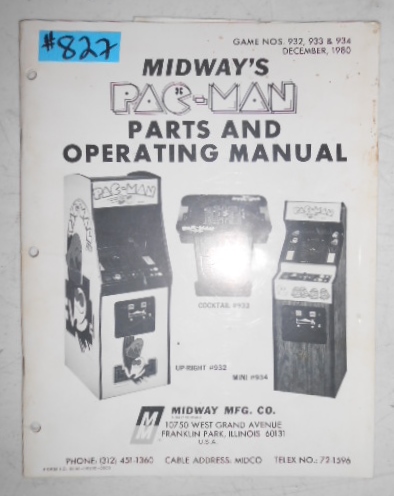 #827
GAME NOS. 932, 933 & 934
DECEMBER, 1980
MIDWAY'S
PAC-MAN
PARTS AND
OPERATING MANUAL
PAC-MAN
PAC-MAN
COCKTAIL #933
UP-RIGHT #932
MINI #934
MIDWAY MFG. CO.
10750 WEST GRAND AVENUE
FRANKLIN PARK, ILLINOIS 60131
U.S.A.
PHONE: (312) 451-1360 CABLE ADDRESS: MIDCO TELEX NO.: 72-1596